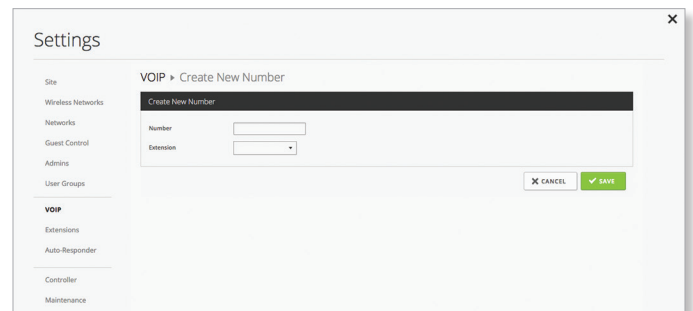 Settings
Site
Wireless Networks
Networks
Guest Control
Admins
User Groups
VOIP
Extensions
Auto-Responder
Controller
Maintenance
VOIP ▸ Create New Number
Create New Number
Number
Extension
CANCEL SAVE